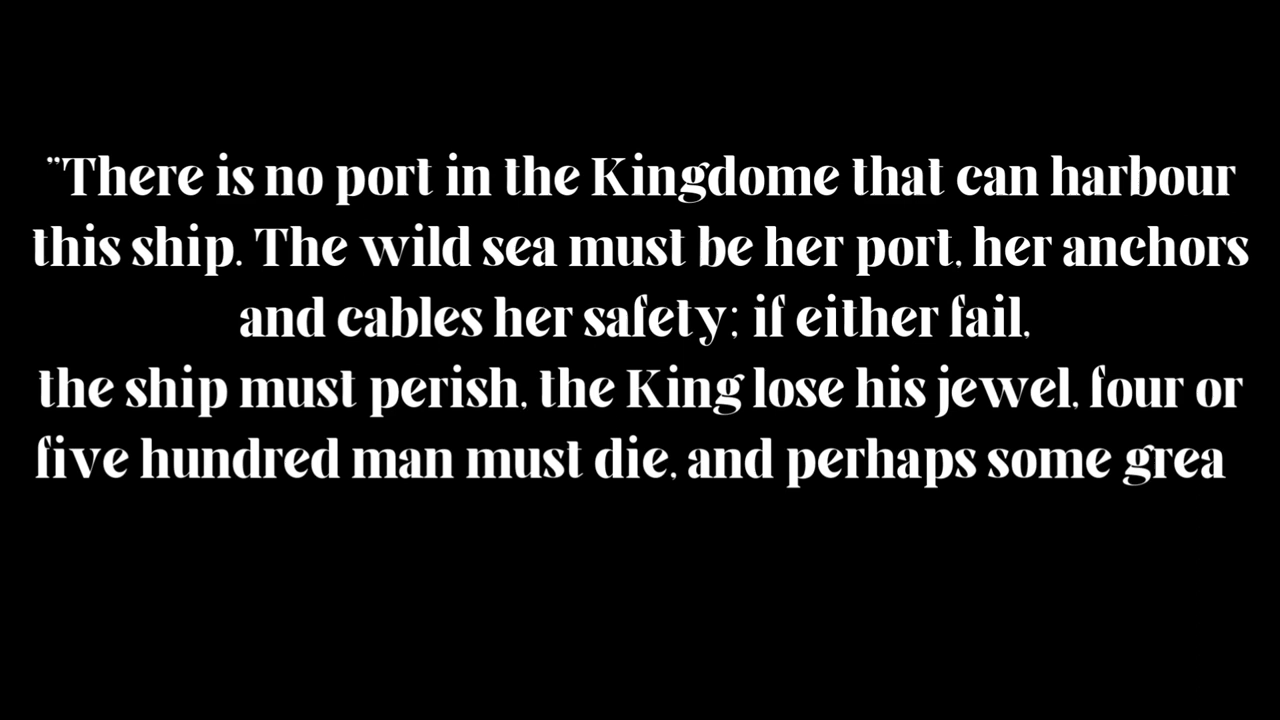 "There is no port in the Kingdome that can harbour
this ship. The wild sea must be her port, her anchors
and cables her safety; if either fail,
the ship must perish, the King lose his jewel, four or
five hundred man must die, and perhaps some grea